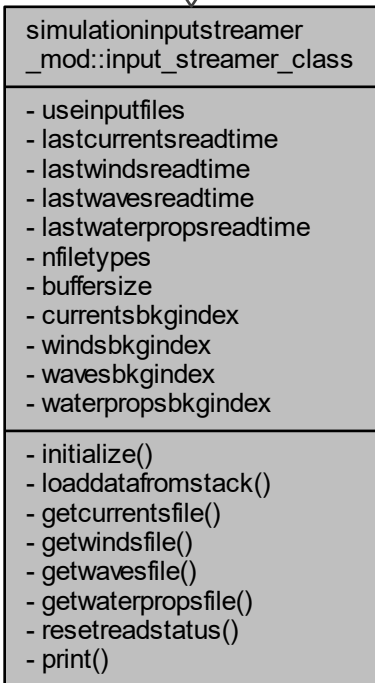 simulationinputstreamer
_mod::input_streamer_class
- useinputfiles
- lastcurrentsreadtime
- lastwindsreadtime
- lastwavesreadtime
- lastwaterpropsreadtime
- nfiletypes
- buffersize
- currentsbkgindex
- windsbkgindex
- wavesbkgindex
- waterpropsbkgindex
- initialize()
- loaddatafromstack()
- getcurrentsfile()
- getwindsfile()
- getwavesfile()
- getwaterpropsfile()
- resetreadstatus()
- print()